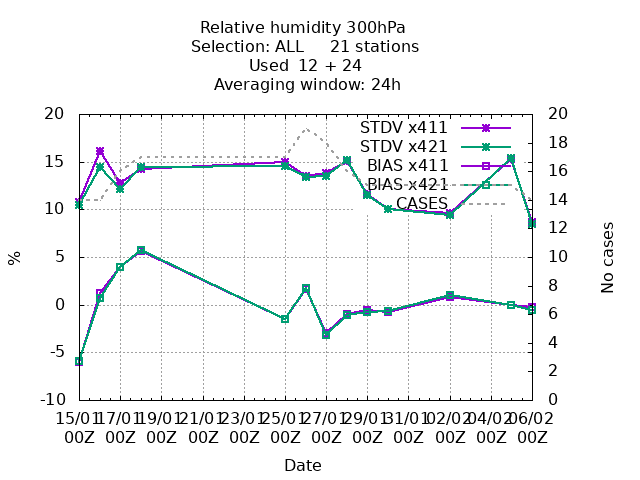 Relative humidity 300hPa
Selection: ALL 21 stations
Used 12 + 24
Averaging window: 24h
STDV x411
STDV x421
BIAS x411
BIAS x421
CASES
%
20
15
10
5
0
-5
-10
No cases
20
18
16
14
12
10
8
6
4
2
0
15/01 17/01 19/01 21/01 23/01 25/01 27/01 29/01 31/01 02/02 04/02 06/02
00Z 00Z 00Z 00Z 00Z 00Z 00Z 00Z 00Z 00Z 00Z 00Z
Date